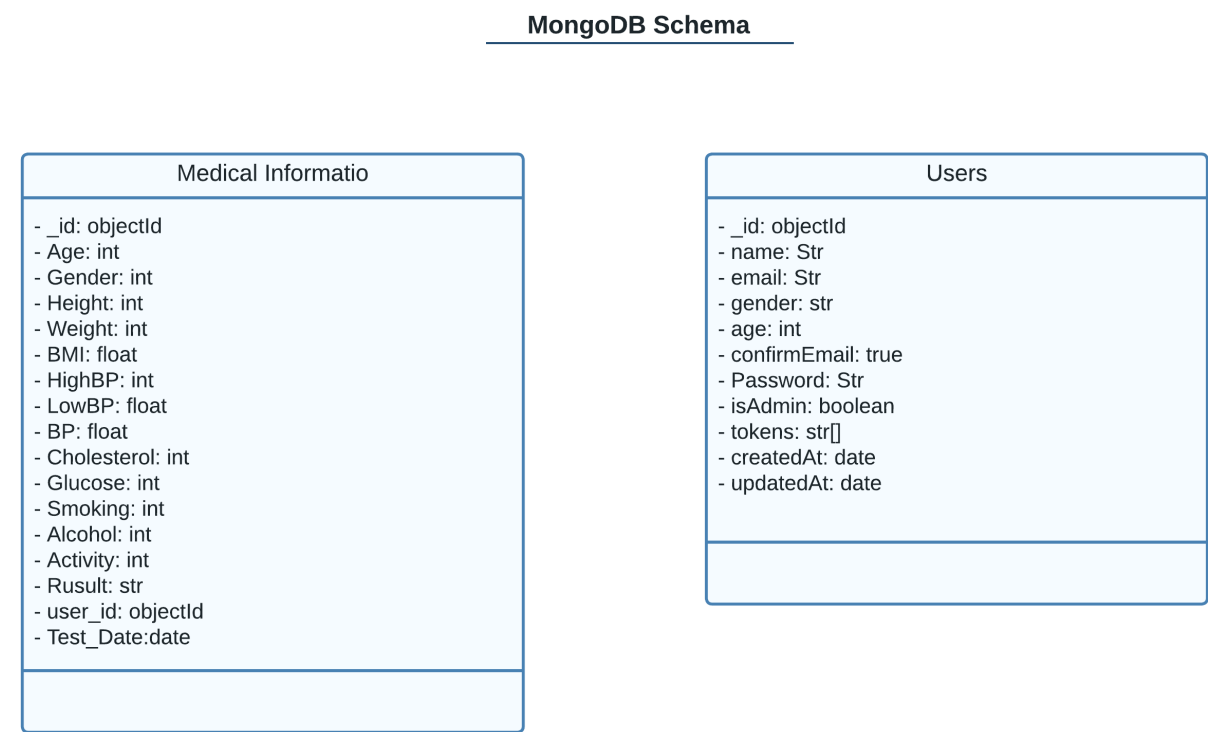 MongoDB Schema
Medical Informatio
- _id: objectId
- Age: int
- Gender: int
- Height: int
- Weight: int
- BMI: float
- HighBP: int
- LowBP: float
- BP: float
- Cholesterol: int
- Glucose: int
- Smoking: int
- Alcohol: int
- Activity: int
- Rusult: str
- user_id: objectId
- Test_Date:date
Users
- _id: objectId
- name: Str
- email: Str
- gender: str
- age: int
- confirmEmail: true
- Password: Str
- isAdmin: boolean
- tokens: str[]
- createdAt: date
- updatedAt: date